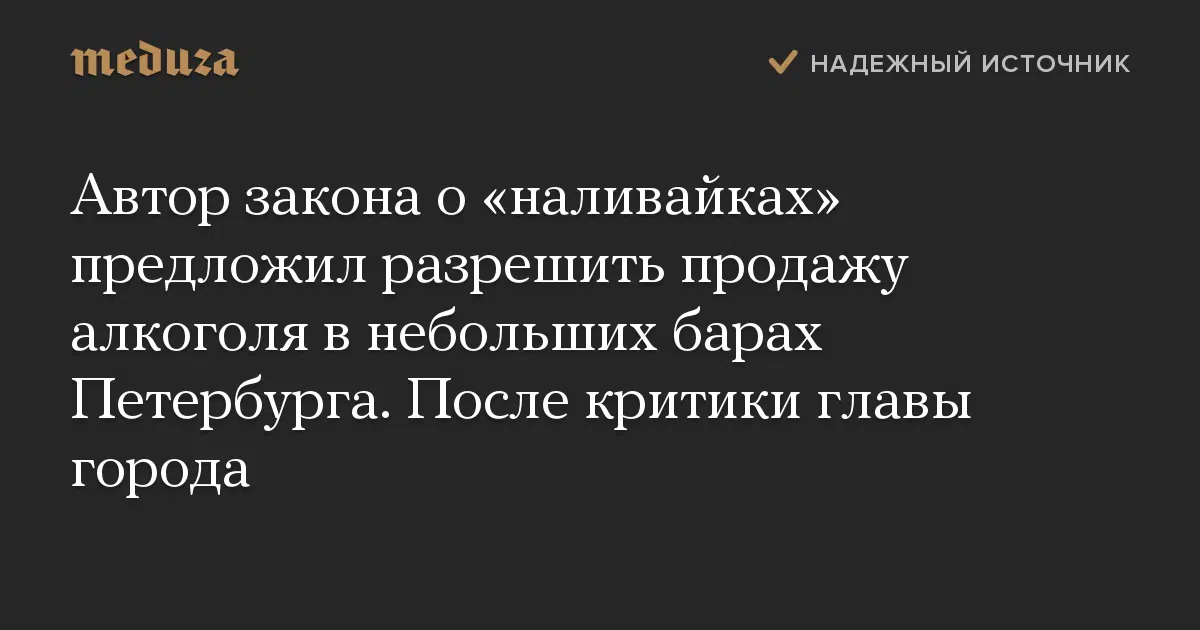 meduza
НАДЕЖНЫЙ ИСТОЧНИК
Автор закона о «наливайках»
предложил разрешить продажу
алкоголя в небольших барах
Петербурга. После критики главы
города